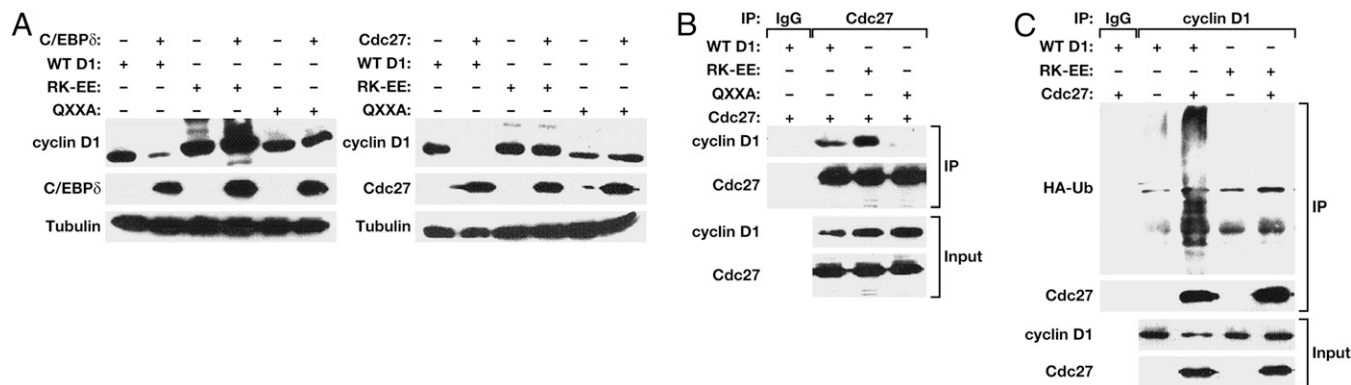 A
C/EBPδ: – + – + – +
WT D1: + + – – – –
RK-EE: – – + + – –
QXXA: – – – – + +
cyclin D1
C/EBPδ
Tubulin
Cdc27: – + – + – +
WT D1: + + – – – –
RK-EE: – – + + – –
QXXA: – – – – + +
cyclin D1
Cdc27
Tubulin
B
IP: IgG Cdc27
WT D1: + + – –
RK-EE: – – + –
QXXA: – – – +
Cdc27: + + + +
cyclin D1
Cdc27
IP
cyclin D1
Cdc27
Input
C
IP: IgG cyclin D1
WT D1: + + + – –
RK-EE: – – – + +
Cdc27: + – + – +
HA-Ub
Cdc27
IP
cyclin D1
Cdc27
Input